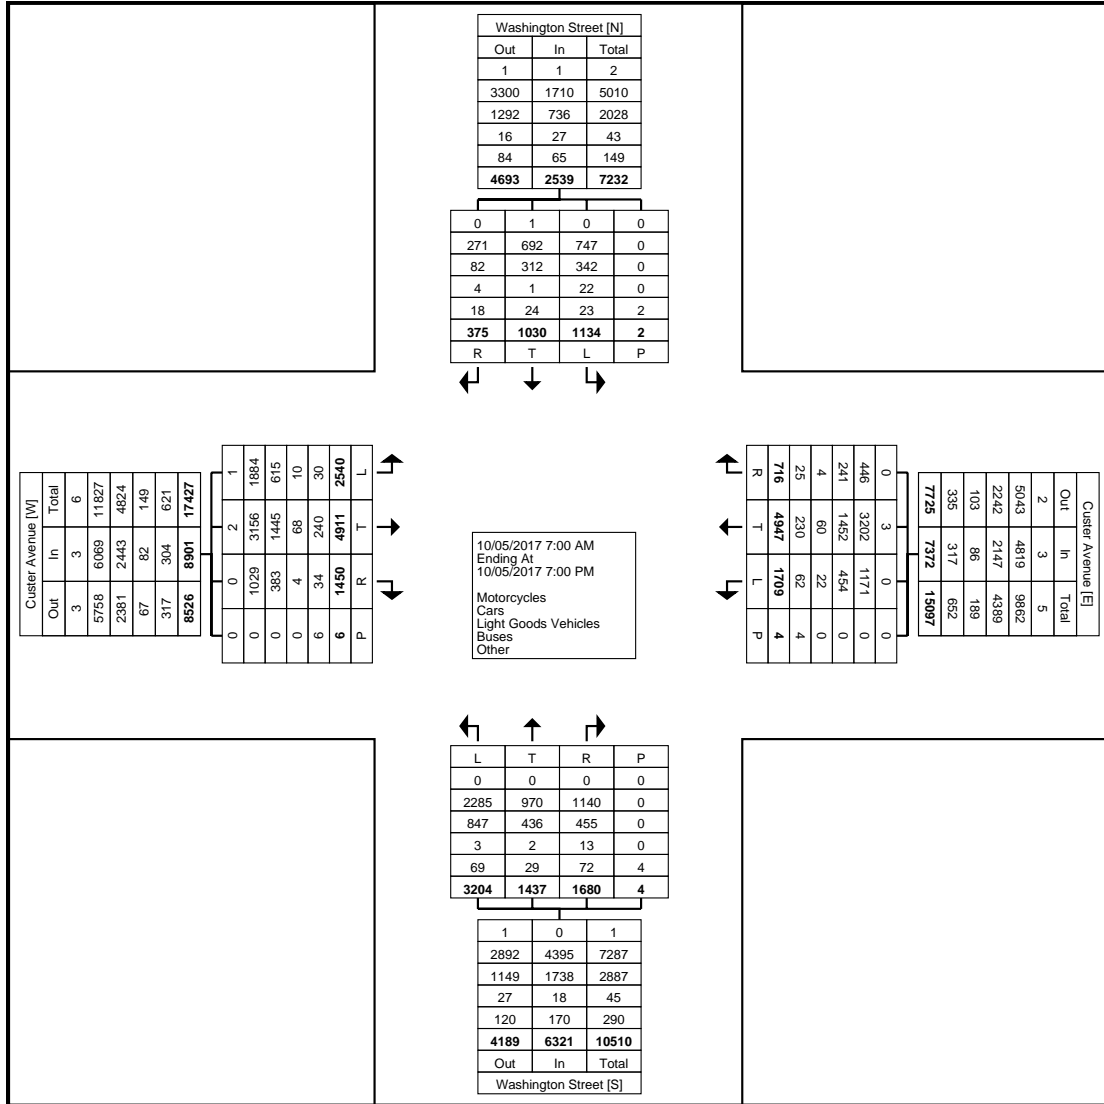 Washington Street [N]
Out In Total
1 1 2
3300 1710 5010
1292 736 2028
16 27 43
84 65 149
4693 2539 7232
0 1 0 0
271 692 747 0
82 312 342 0
4 1 22 0
18 24 23 2
375 1030 1134 2
R T L P
Custer Avenue [W]
Total 6 11827 4824 149 621 17427
In 3 6069 2443 82 304 8901
Out 3 5758 2381 67 317 8526
1 1884 615 10 30 2540 L
2 3156 1445 68 240 4911 T
0 1029 383 4 34 1450 R
0 0 0 0 6 6 P
10/05/2017 7:00 AM
Ending At
10/05/2017 7:00 PM
Motorcycles
Cars
Light Goods Vehicles
Buses
Other
R 716 25 4 241 446 0
T 4947 230 60 1452 3202 3
L 1709 62 22 454 1171 0
P 4 4 0 0 0 0
Custer Avenue [E]
Out 2 5043 2242 103 335 7725
In 3 4819 2147 86 317 7372
Total 5 9862 4389 189 652 15097
L T R P
0 0 0 0
2285 970 1140 0
847 436 455 0
3 2 13 0
69 29 72 4
3204 1437 1680 4
1 0 1
2892 4395 7287
1149 1738 2887
27 18 45
120 170 290
4189 6321 10510
Out In Total
Washington Street [S]